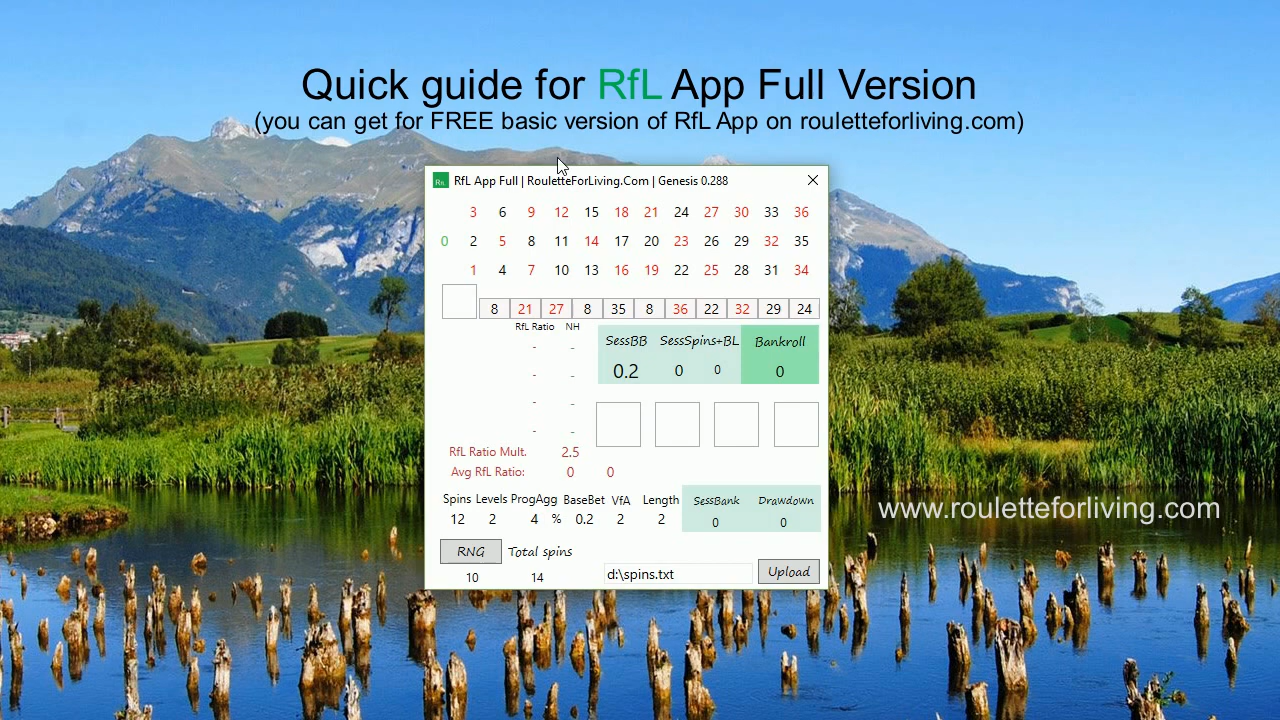 Quick guide for RfL App Full Version
(you can get for FREE basic version of RfL App on rouletteforliving.com)
RfL RfL App Full | RouletteForLiving.Com | Genesis 0.288
3 6 9 12 15 18 21 24 27 30 33 36
0 2 5 8 11 14 17 20 23 26 29 32 35
1 4 7 10 13 16 19 22 25 28 31 34
8 21 27 8 35 8 36 22 32 29 24
RfL Ratio NH
- -
- -
- -
- -
SessBB SessSpins+BL Bankroll
0.2 0 0 0
RfL Ratio Mult. 2.5
Avg RfL Ratio: 0 0
Spins Levels ProgAgg BaseBet VfA Length SessBank Drawdown
12 2 4 % 0.2 2 2 0 0
www.rouletteforliving.com
RNG Total spins
10 14
d:\spins.txt Upload